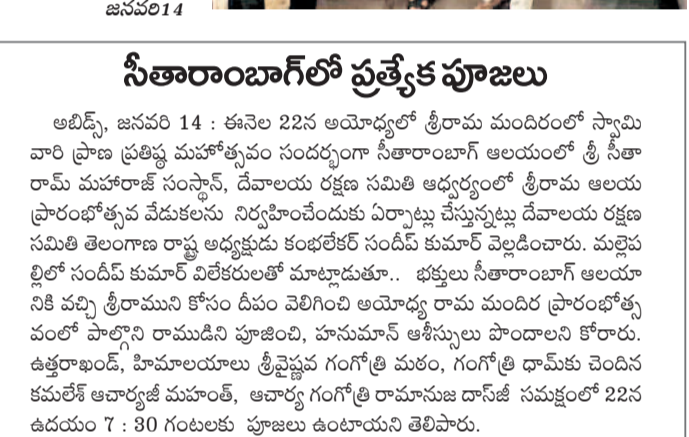 జనవరి14
సీతారాంబాగ్‌లో ప్రత్యేక పూజలు
అబిడ్స్, జనవరి 14 : ఈనెల 22న అయోధ్యలో శ్రీరామ మందిరంలో స్వామి
వారి ప్రాణ ప్రతిష్ఠ మహోత్సవం సందర్భంగా సీతారాంబాగ్ ఆలయంలో శ్రీ సీతా
రామ్ మహారాజ్ సంస్థాన్, దేవాలయ రక్షణ సమితి ఆధ్వర్యంలో శ్రీరామ ఆలయ
ప్రారంభోత్సవ వేడుకలను నిర్వహించేందుకు ఏర్పాట్లు చేస్తున్నట్లు దేవాలయ రక్షణ
సమితి తెలంగాణ రాష్ట్ర అధ్యక్షుడు కంభలేకర్ సందీప్ కుమార్ వెల్లడించారు. మల్లెప
ల్లిలో సందీప్ కుమార్ విలేకరులతో మాట్లాడుతూ.. భక్తులు సీతారాంబాగ్ ఆలయా
నికి వచ్చి శ్రీరాముని కోసం దీపం వెలిగించి అయోధ్య రామ మందిర ప్రారంభోత్స
వంలో పాల్గొని రాముడిని పూజించి, హనుమాన్ ఆశీస్సులు పొందాలని కోరారు.
ఉత్తరాఖండ్, హిమాలయాలు శ్రీవైష్ణవ గంగోత్రి మఠం, గంగోత్రి ధామ్‌కు చెందిన
కమలేశ్ ఆచార్యజీ మహంత్, ఆచార్య గంగోత్రి రామానుజ దాస్‌జీ సమక్షంలో 22న
ఉదయం 7 : 30 గంటలకు పూజలు ఉంటాయని తెలిపారు.